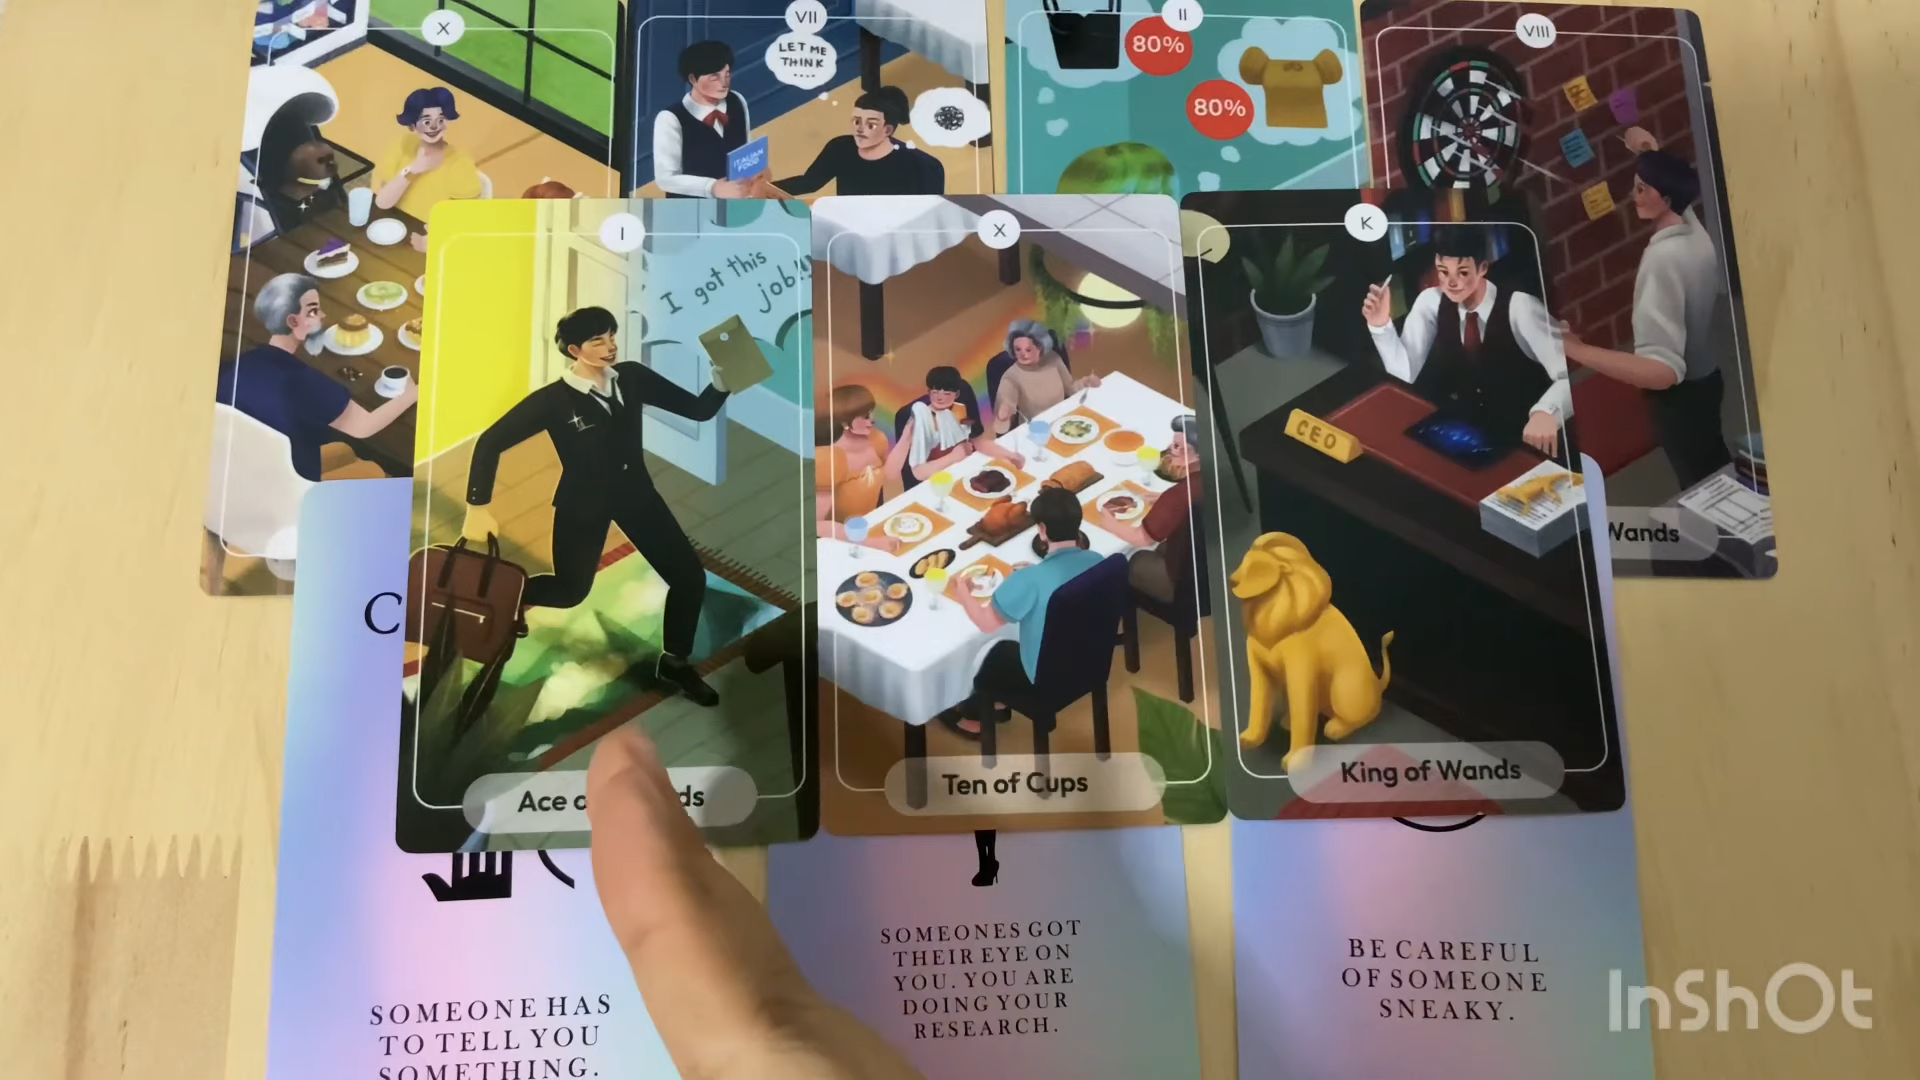 X
VII
II
VIII
LET ME
THINK
....
80%
80%
ITALIAN
FOOD
I
X
K
I got this
job!!
CEO
Wands
Ace o ds
Ten of Cups
King of Wands
C
SOMEONE HAS
TO TELL YOU
SOMETHING.
SOMEONES GOT
THEIR EYE ON
YOU. YOU ARE
DOING YOUR
RESEARCH.
BE CAREFUL
OF SOMEONE
SNEAKY.
InShOt